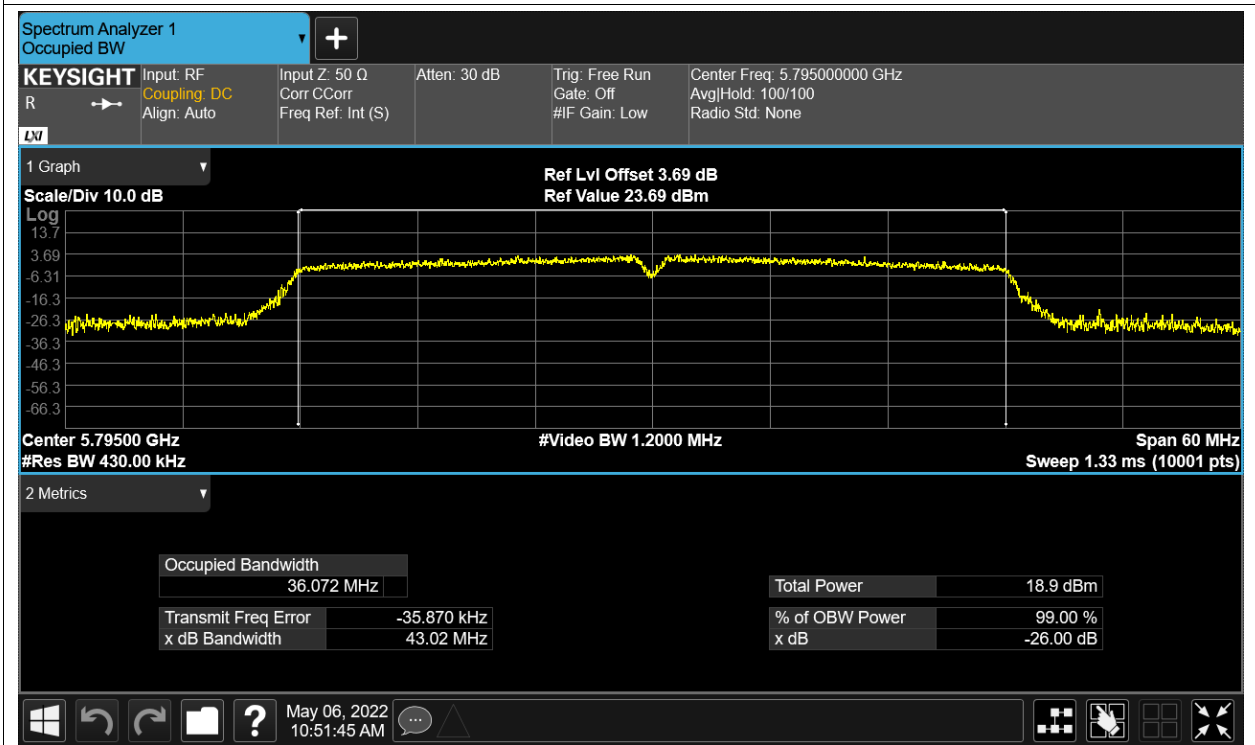 Spectrum Analyzer 1
Occupied BW
KEYSIGHT
R
LXI
Input: RF
Coupling: DC
Align: Auto
Input Z: 50 Ω
Corr CCorr
Freq Ref: Int (S)
Atten: 30 dB
Trig: Free Run
Gate: Off
#IF Gain: Low
Center Freq: 5.795000000 GHz
Avg|Hold: 100/100
Radio Std: None
1 Graph
Scale/Div 10.0 dB
Ref Lvl Offset 3.69 dB
Ref Value 23.69 dBm
Log
13.7
3.69
-6.31
-16.3
-26.3
-36.3
-46.3
-56.3
-66.3
Center 5.79500 GHz
#Video BW 1.2000 MHz
Span 60 MHz
#Res BW 430.00 kHz
Sweep 1.33 ms (10001 pts)
2 Metrics
Occupied Bandwidth
36.072 MHz
Total Power 18.9 dBm
Transmit Freq Error -35.870 kHz
% of OBW Power 99.00 %
x dB Bandwidth 43.02 MHz
x dB -26.00 dB
May 06, 2022
10:51:45 AM